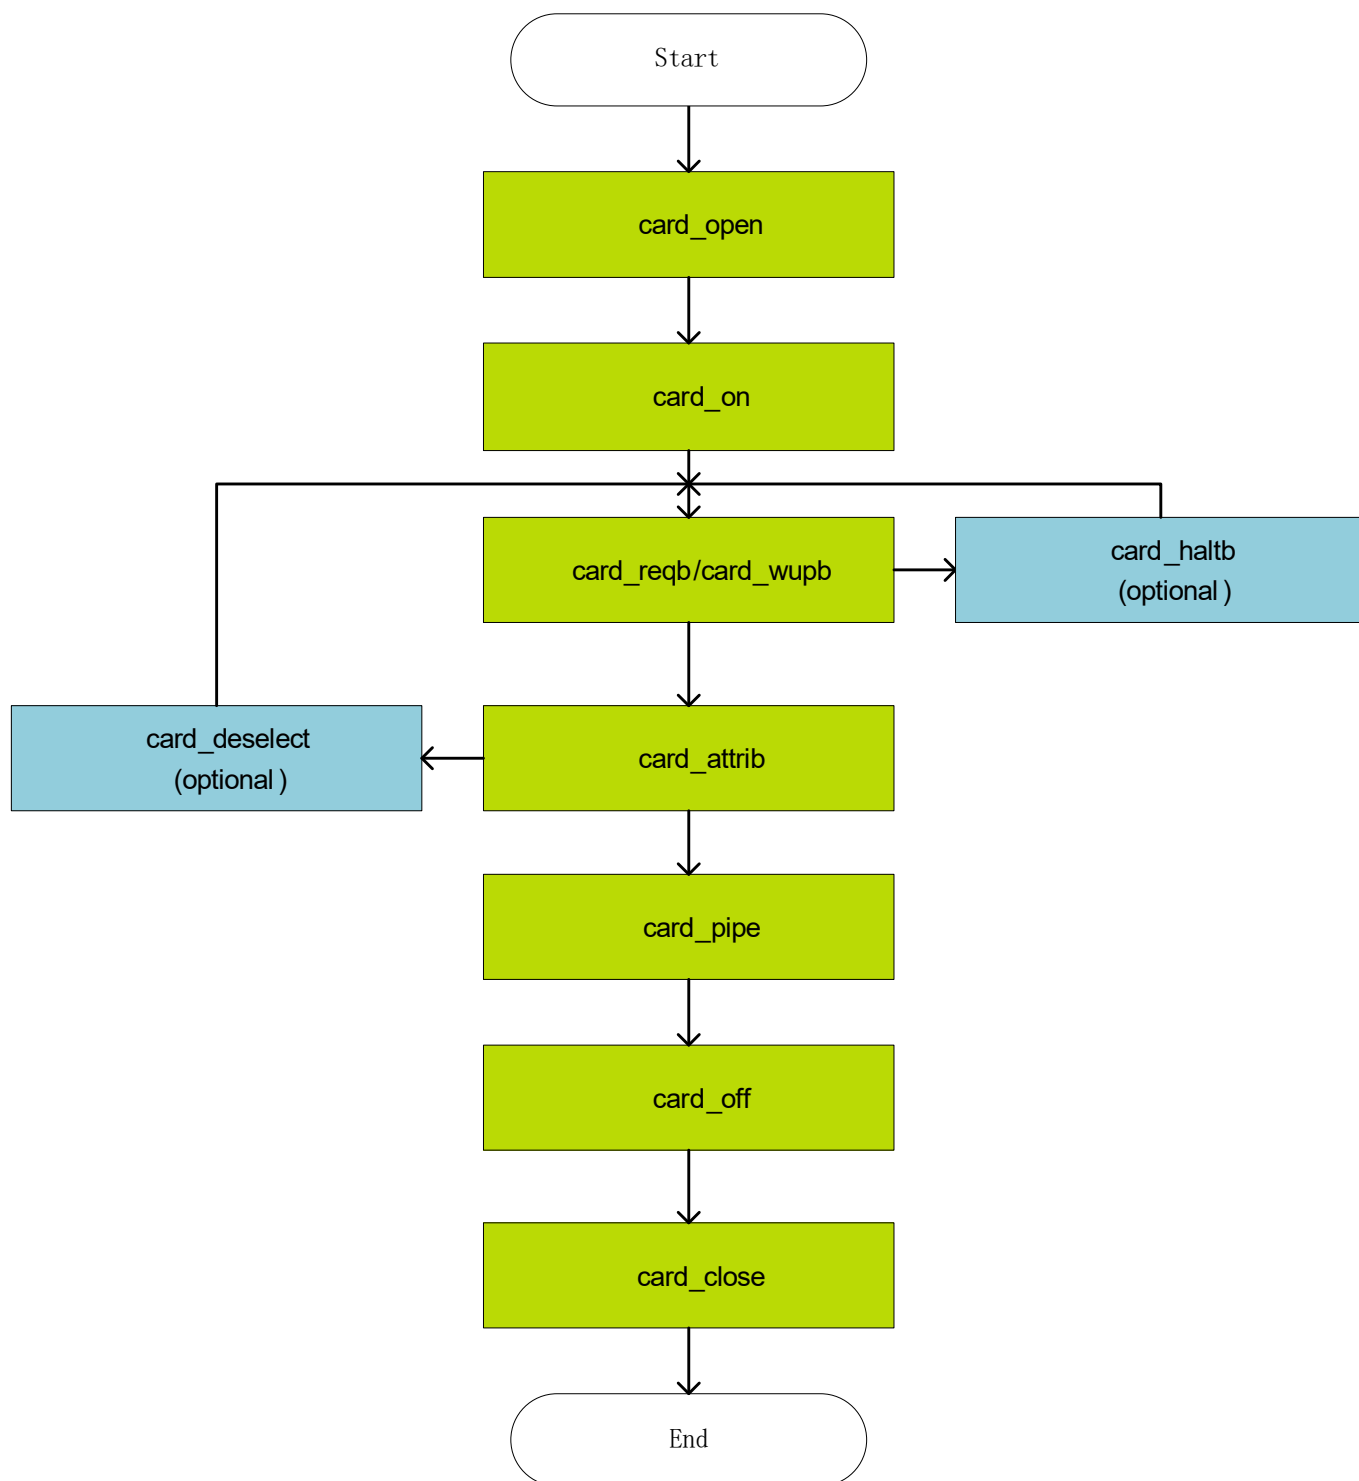 Start
card_open
card_on
card_reqb/card_wupb
card_haltb
(optional)
card_deselect
(optional)
card_attrib
card_pipe
card_off
card_close
End